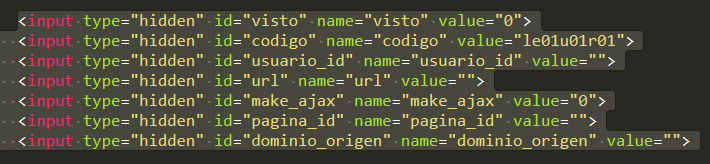 <input type="hidden" id="visto" name="visto" value="0">
<input type="hidden" id="codigo" name="codigo" value="le01u01r01">
<input type="hidden" id="usuario_id" name="usuario_id" value="">
<input type="hidden" id="url" name="url" value="">
<input type="hidden" id="make_ajax" name="make_ajax" value="0">
<input type="hidden" id="pagina_id" name="pagina_id" value="">
<input type="hidden" id="dominio_origen" name="dominio_origen" value="">